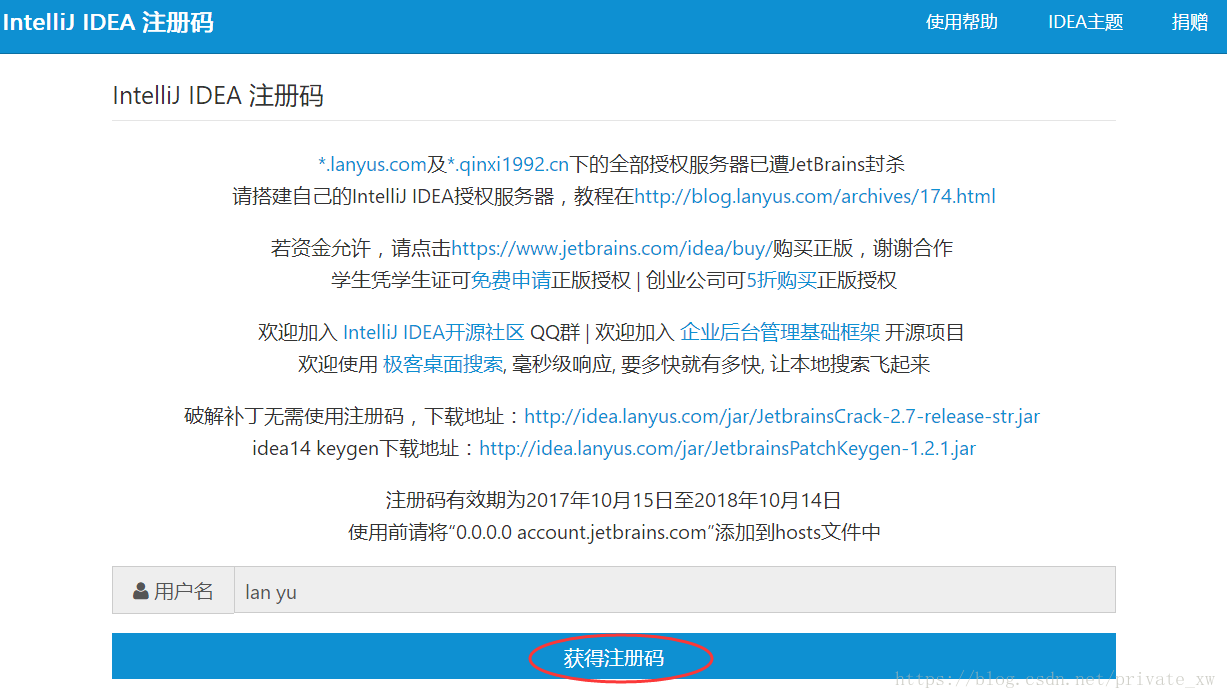 IntelliJ IDEA 注册码 使用帮助 IDEA主题 捐赠
IntelliJ IDEA 注册码
*.lanyus.com及*.qinxi1992.cn下的全部授权服务器已遭JetBrains封杀
请搭建自己的IntelliJ IDEA授权服务器，教程在http://blog.lanyus.com/archives/174.html
若资金允许，请点击https://www.jetbrains.com/idea/buy/购买正版，谢谢合作
学生凭学生证可免费申请正版授权 | 创业公司可5折购买正版授权
欢迎加入 IntelliJ IDEA开源社区 QQ群 | 欢迎加入 企业后台管理基础框架 开源项目
欢迎使用 极客桌面搜索, 毫秒级响应, 要多快就有多快, 让本地搜索飞起来
破解补丁无需使用注册码，下载地址：http://idea.lanyus.com/jar/JetbrainsCrack-2.7-release-str.jar
idea14 keygen下载地址：http://idea.lanyus.com/jar/JetbrainsPatchKeygen-1.2.1.jar
注册码有效期为2017年10月15日至2018年10月14日
使用前请将“0.0.0.0 account.jetbrains.com”添加到hosts文件中
用户名 lan yu
获得注册码
https://blog.csdn.net/private_xw